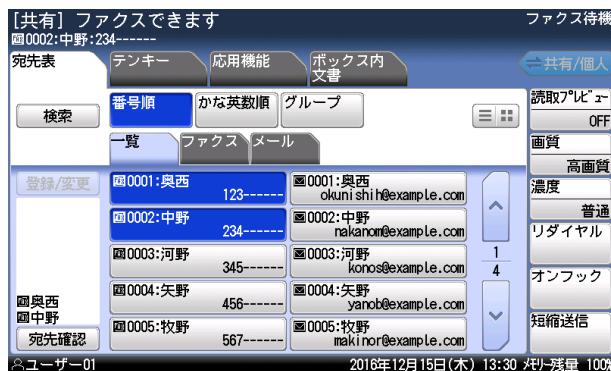 [共有] ファクスできます
ファクス待機
0002:中野:234------
宛先表
テンキー
応用機能
ボックス内
文書
共有/個人
検索
番号順
かな英数順
グループ
読取プレビュー
OFF
一覧
ファクス
メール
画質
高画質
登録/変更
0001:奥西
123------
0001:奥西
okunishih@example.com
濃度
普通
0002:中野
234------
0002:中野
nakanom@example.com
リダイヤル
0003:河野
345------
0003:河野
konos@example.com
1
4
オンフック
0004:矢野
456------
0004:矢野
yanob@example.com
奥西
中野
0005:牧野
567------
0005:牧野
makinor@example.com
短縮送信
宛先確認
ユーザー01
2016年12月15日(木) 13:30 メモリー残量 100%